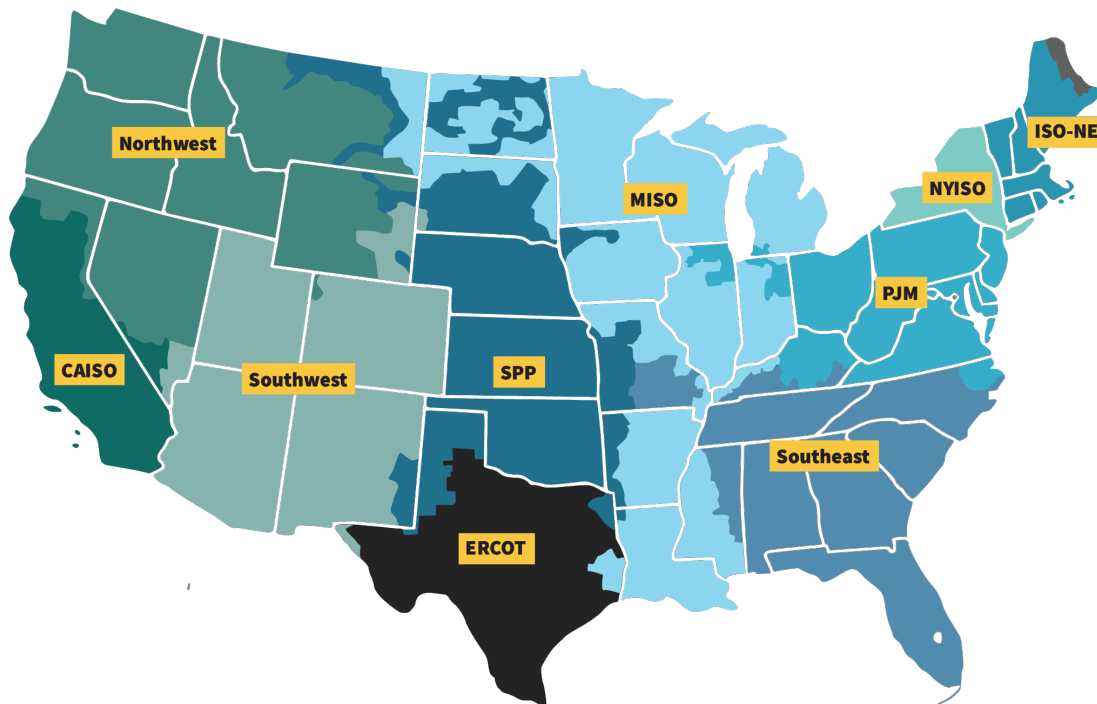 Northwest
ISO-NE
MISO
NYISO
PJM
CAISO
Southwest
SPP
Southeast
ERCOT